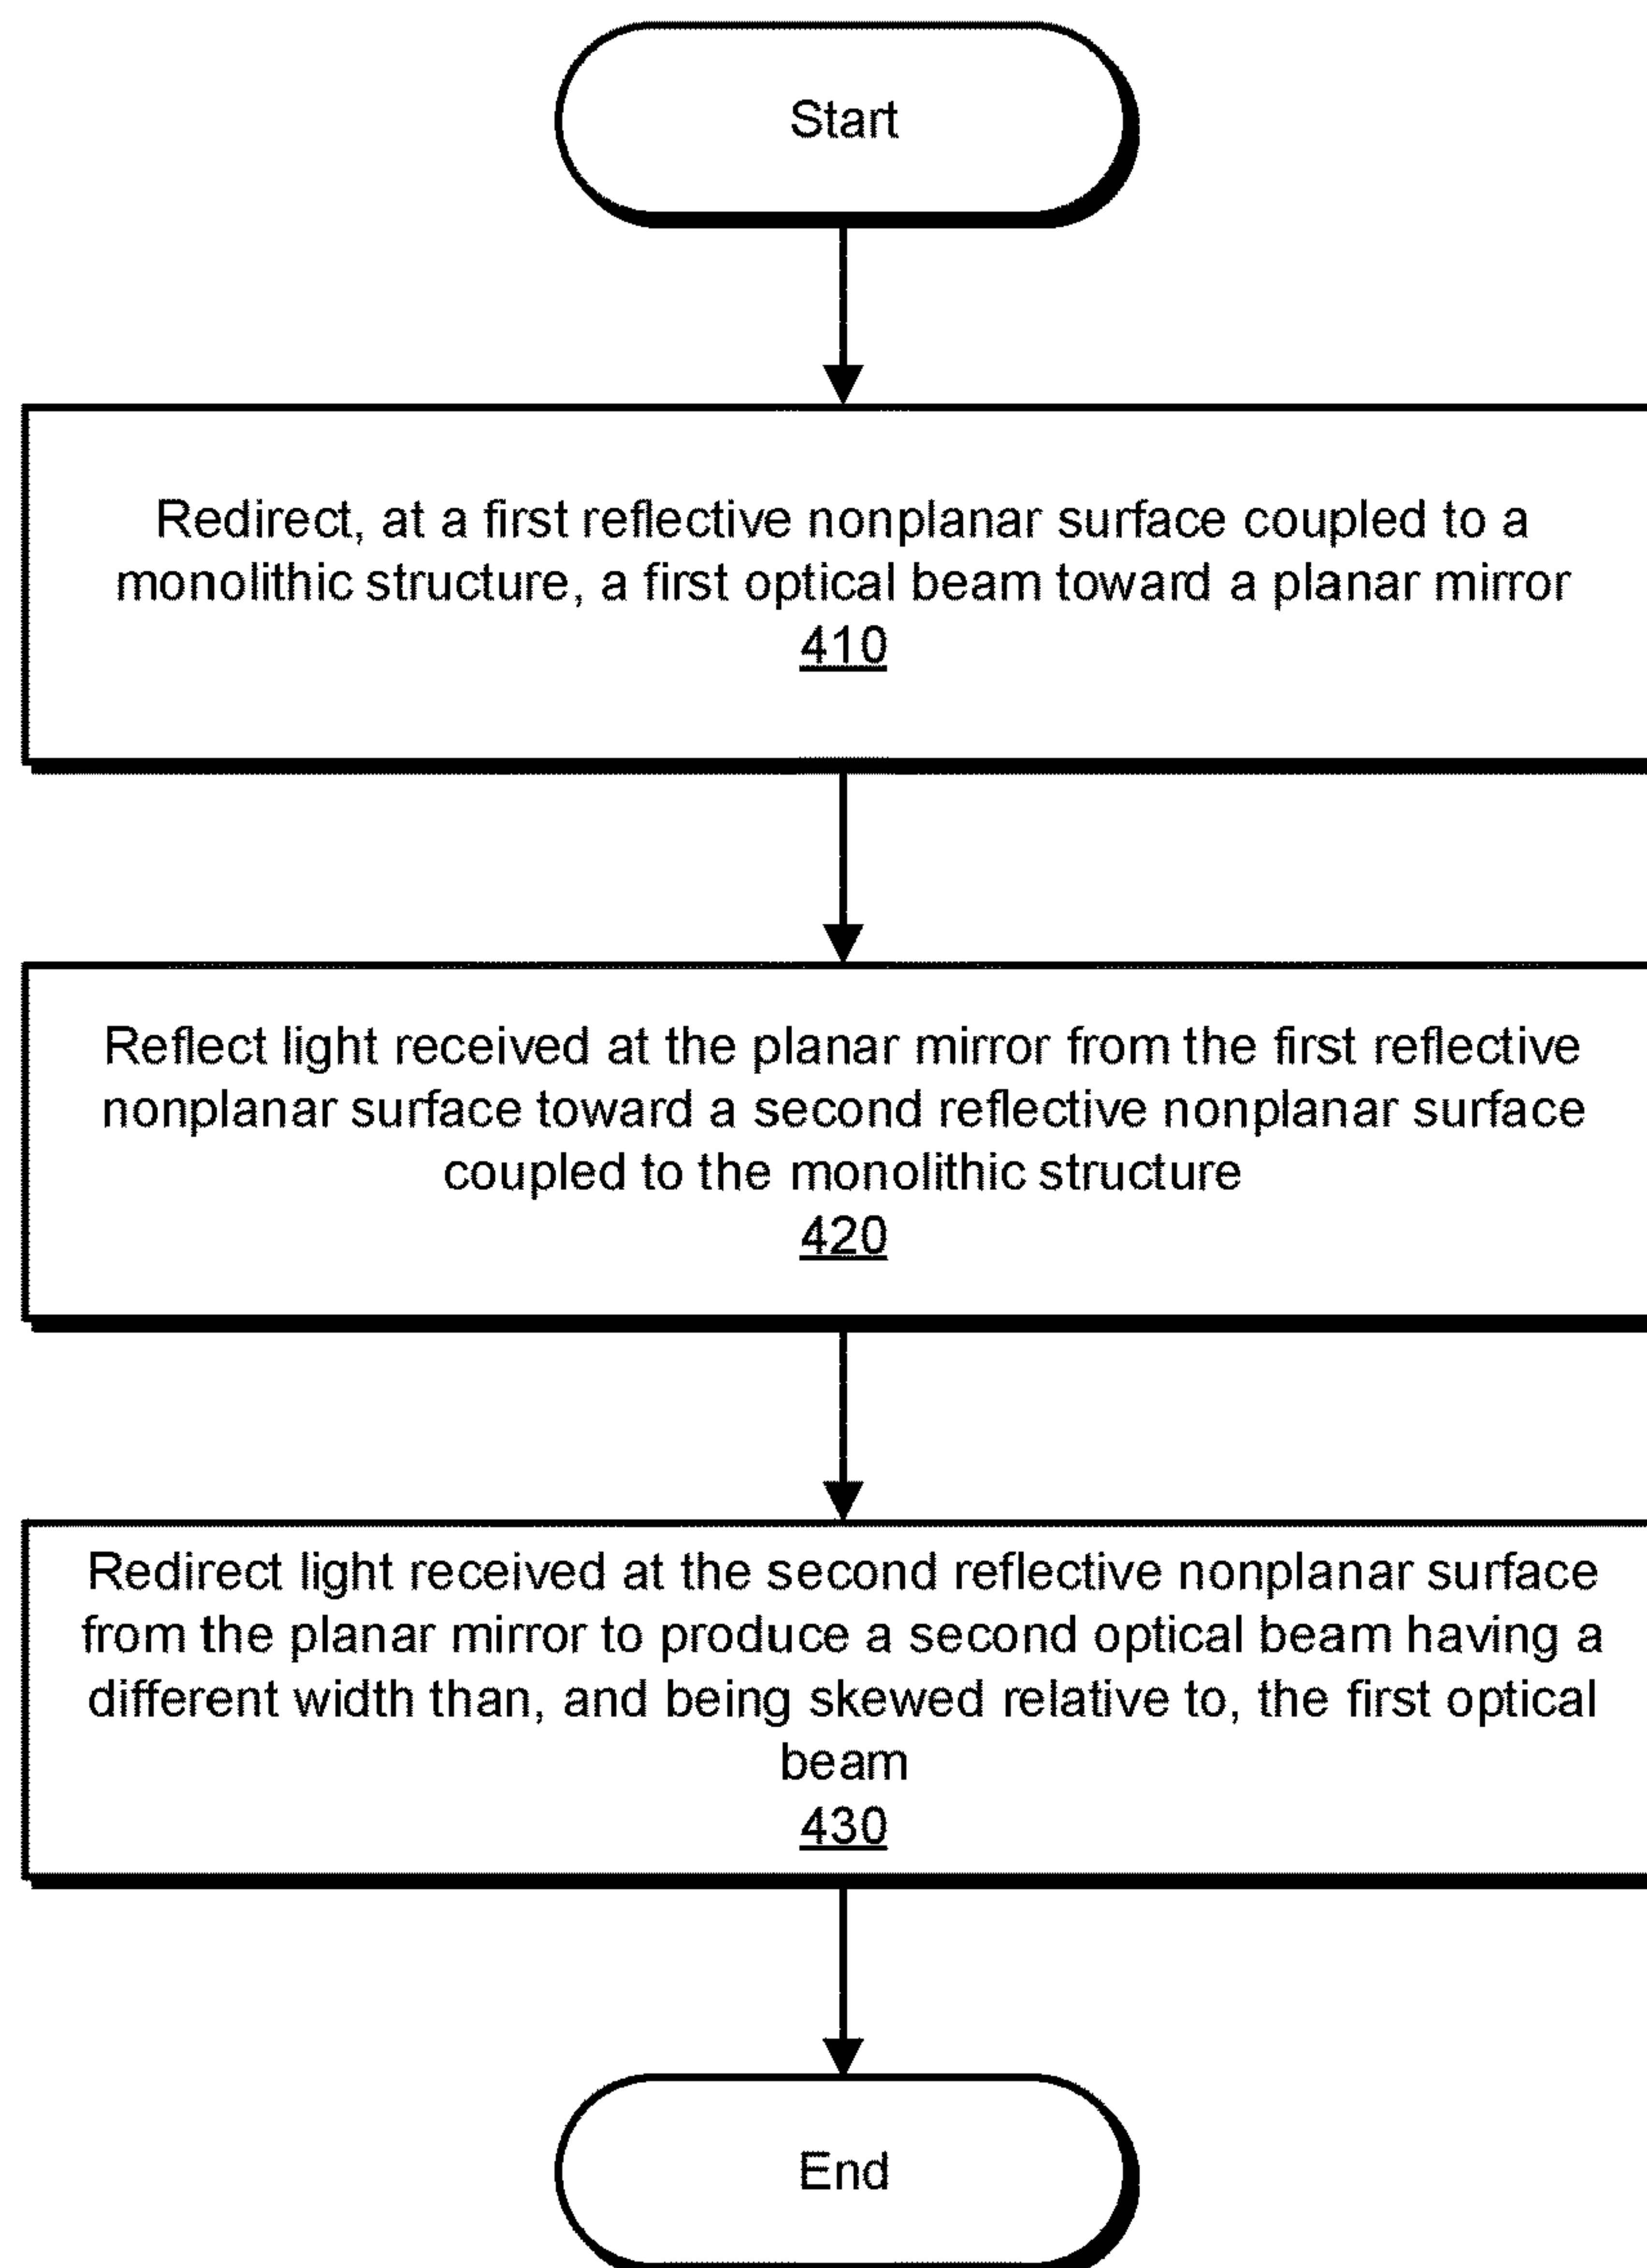 Start
Redirect, at a first reflective nonplanar surface coupled to a
monolithic structure, a first optical beam toward a planar mirror
410
Reflect light received at the planar mirror from the first reflective
nonplanar surface toward a second reflective nonplanar surface
coupled to the monolithic structure
420
Redirect light received at the second reflective nonplanar surface
from the planar mirror to produce a second optical beam having a
different width than, and being skewed relative to, the first optical
beam
430
End